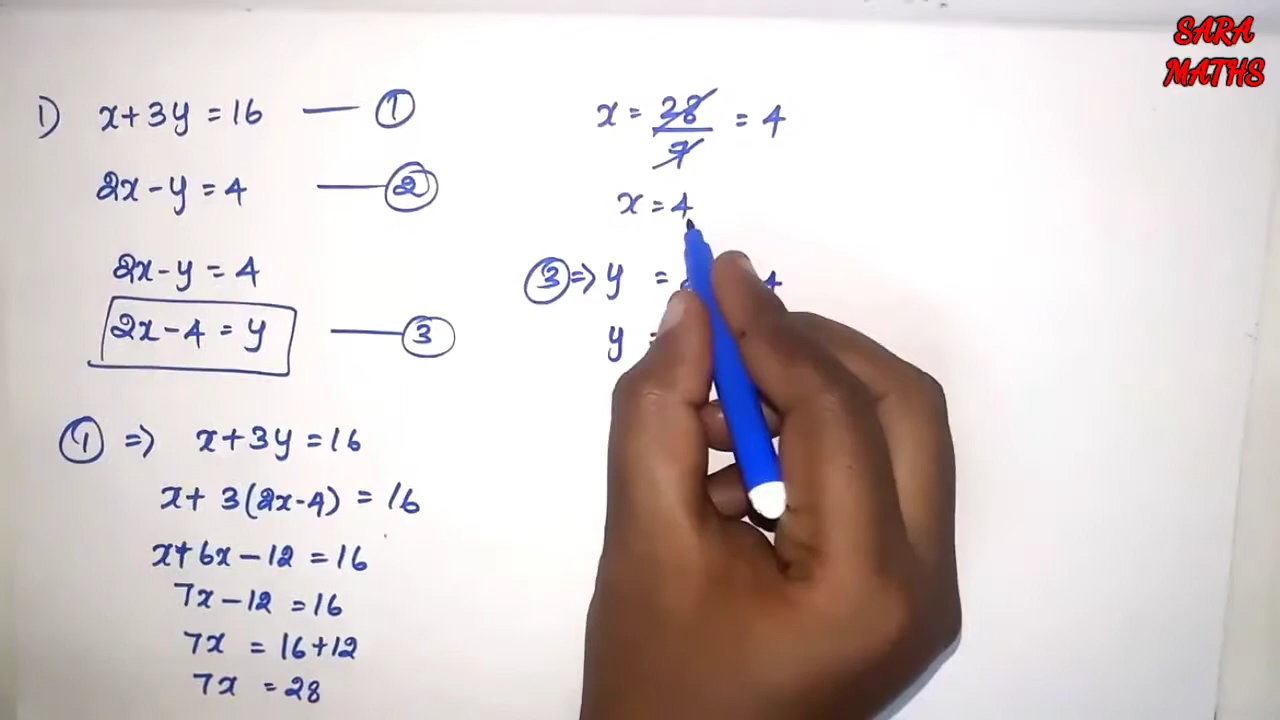 SARA
MATHS
1) x+3y=16 — ①
2x-y=4 — ②
2x-y=4
2x-4=y — ③
① => x+3y=16
x+3(2x-4)=16
x+6x-12=16
7x-12=16
7x=16+12
7x=28
x=28/7=4
x=4
③=> y = 4
y =